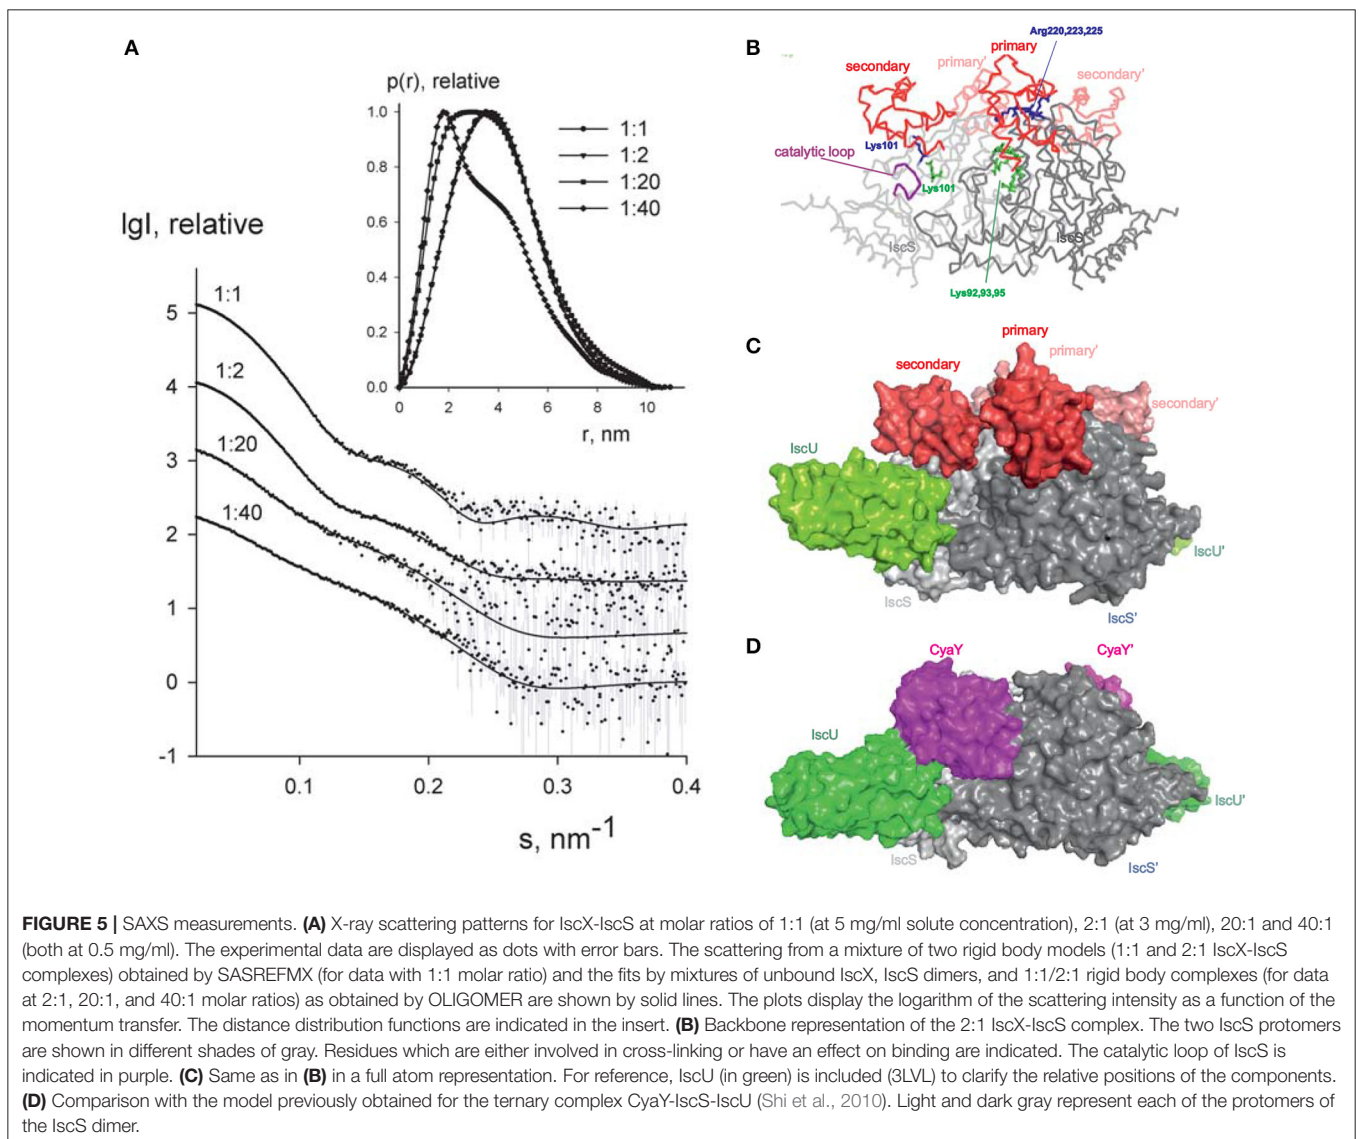 A
p(r), relative
1.0
0.8
0.6
0.4
0.2
0.0
0 2 4 6 8 10
r, nm
1:1
1:2
1:20
1:40
lgI, relative
5
4
3
2
1
0
-1
1:1
1:2
1:20
1:40
0.1 0.2 0.3 0.4
s, nm-1
B
Arg220,223,225
primary
primary'
secondary
secondary'
Lys101
catalytic loop
Lys101
IscS
IscS'
Lys92,93,95
C
primary
primary'
secondary
secondary'
IscU
IscU'
IscS
IscS'
D
CyaY
CyaY'
IscU
IscU'
IscS
IscS'
FIGURE 5 | SAXS measurements. (A) X-ray scattering patterns for IscX-IscS at molar ratios of 1:1 (at 5 mg/ml solute concentration), 2:1 (at 3 mg/ml), 20:1 and 40:1
(both at 0.5 mg/ml). The experimental data are displayed as dots with error bars. The scattering from a mixture of two rigid body models (1:1 and 2:1 IscX-IscS
complexes) obtained by SASREFMX (for data with 1:1 molar ratio) and the fits by mixtures of unbound IscX, IscS dimers, and 1:1/2:1 rigid body complexes (for data
at 2:1, 20:1, and 40:1 molar ratios) as obtained by OLIGOMER are shown by solid lines. The plots display the logarithm of the scattering intensity as a function of the
momentum transfer. The distance distribution functions are indicated in the insert. (B) Backbone representation of the 2:1 IscX-IscS complex. The two IscS protomers
are shown in different shades of gray. Residues which are either involved in cross-linking or have an effect on binding are indicated. The catalytic loop of IscS is
indicated in purple. (C) Same as in (B) in a full atom representation. For reference, IscU (in green) is included (3LVL) to clarify the relative positions of the components.
(D) Comparison with the model previously obtained for the ternary complex CyaY-IscS-IscU (Shi et al., 2010). Light and dark gray represent each of the protomers of
the IscS dimer.